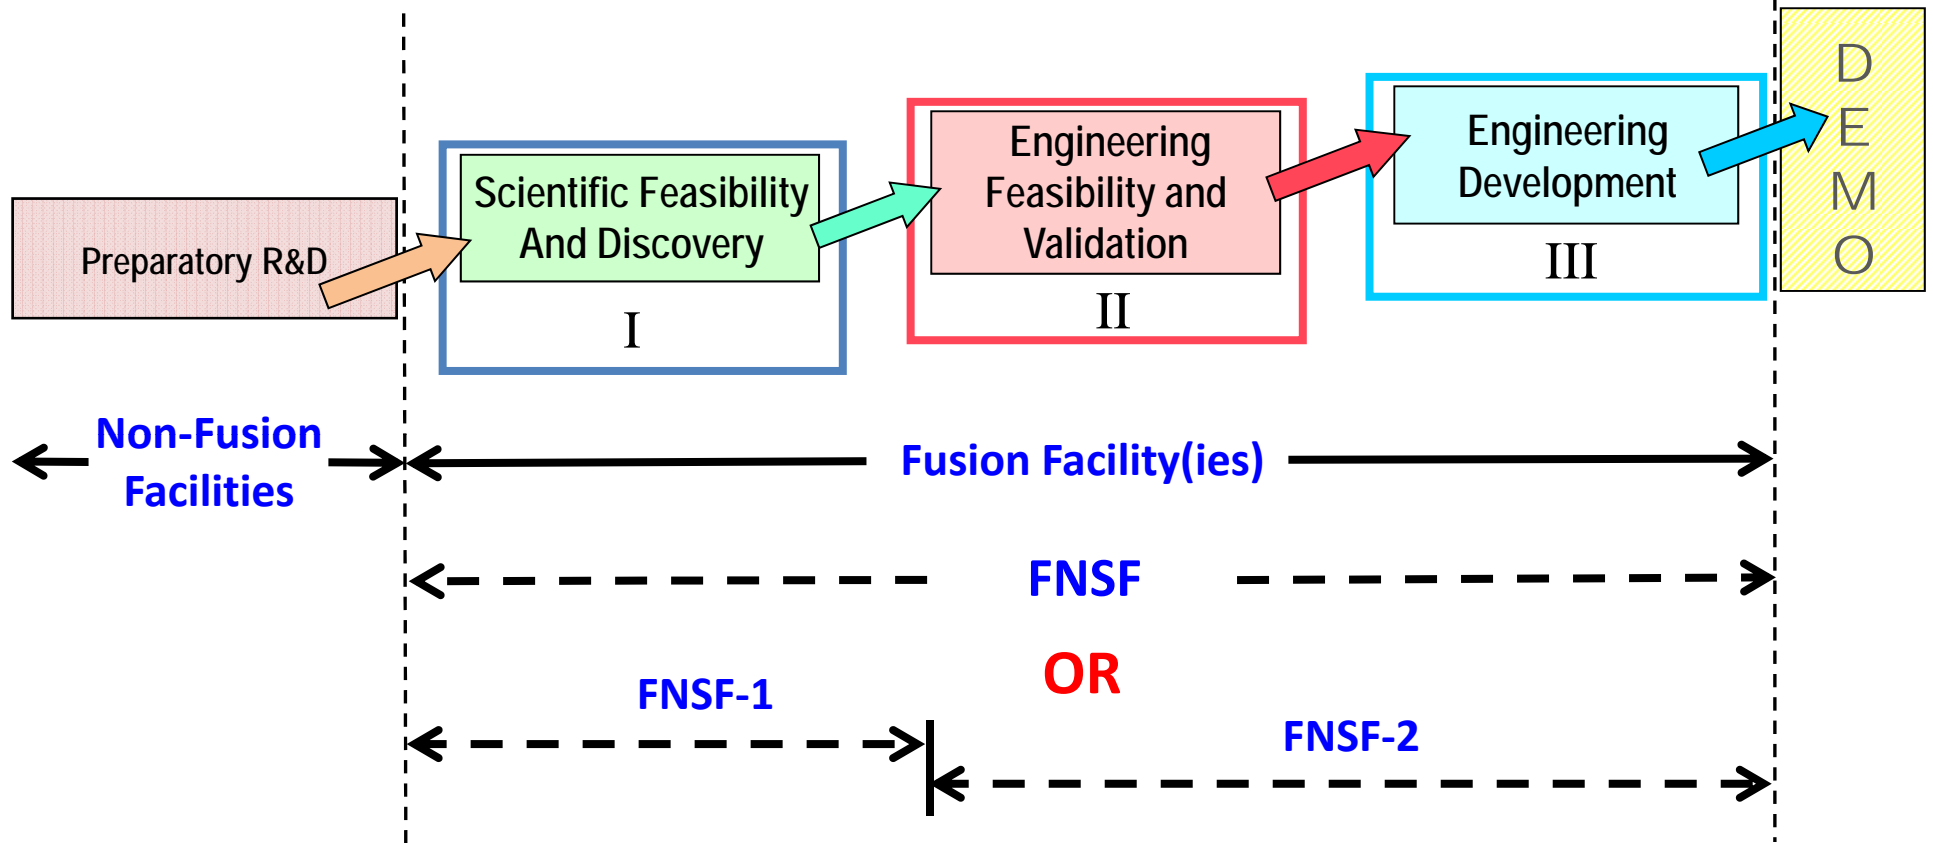 Preparatory R&D
Scientific Feasibility
And Discovery
I
Engineering
Feasibility and
Validation
II
Engineering
Development
III
D
E
M
O
Non-Fusion
Facilities
Fusion Facility(ies)
FNSF
OR
FNSF-1
FNSF-2